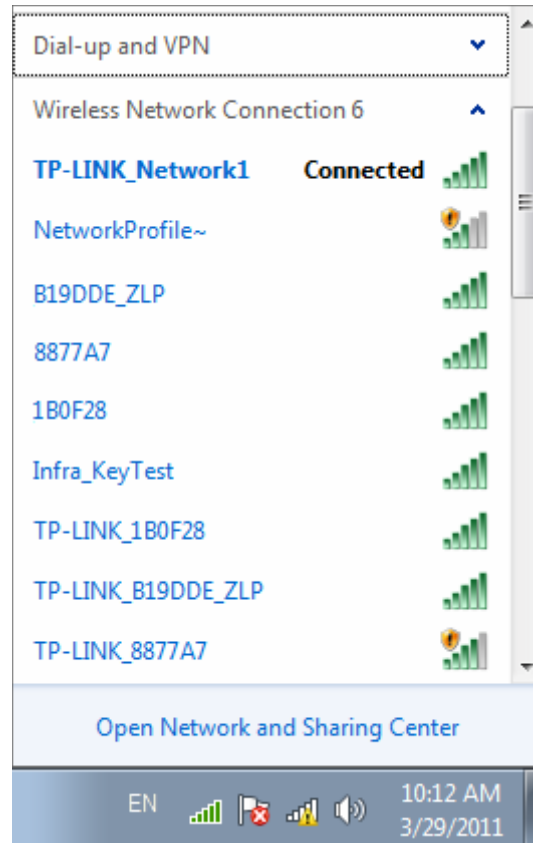 Dial-up and VPN
Wireless Network Connection 6
TP-LINK_Network1 Connected
NetworkProfile~
B19DDE_ZLP
8877A7
1B0F28
Infra_KeyTest
TP-LINK_1B0F28
TP-LINK_B19DDE_ZLP
TP-LINK_8877A7
Open Network and Sharing Center
EN
10:12 AM
3/29/2011